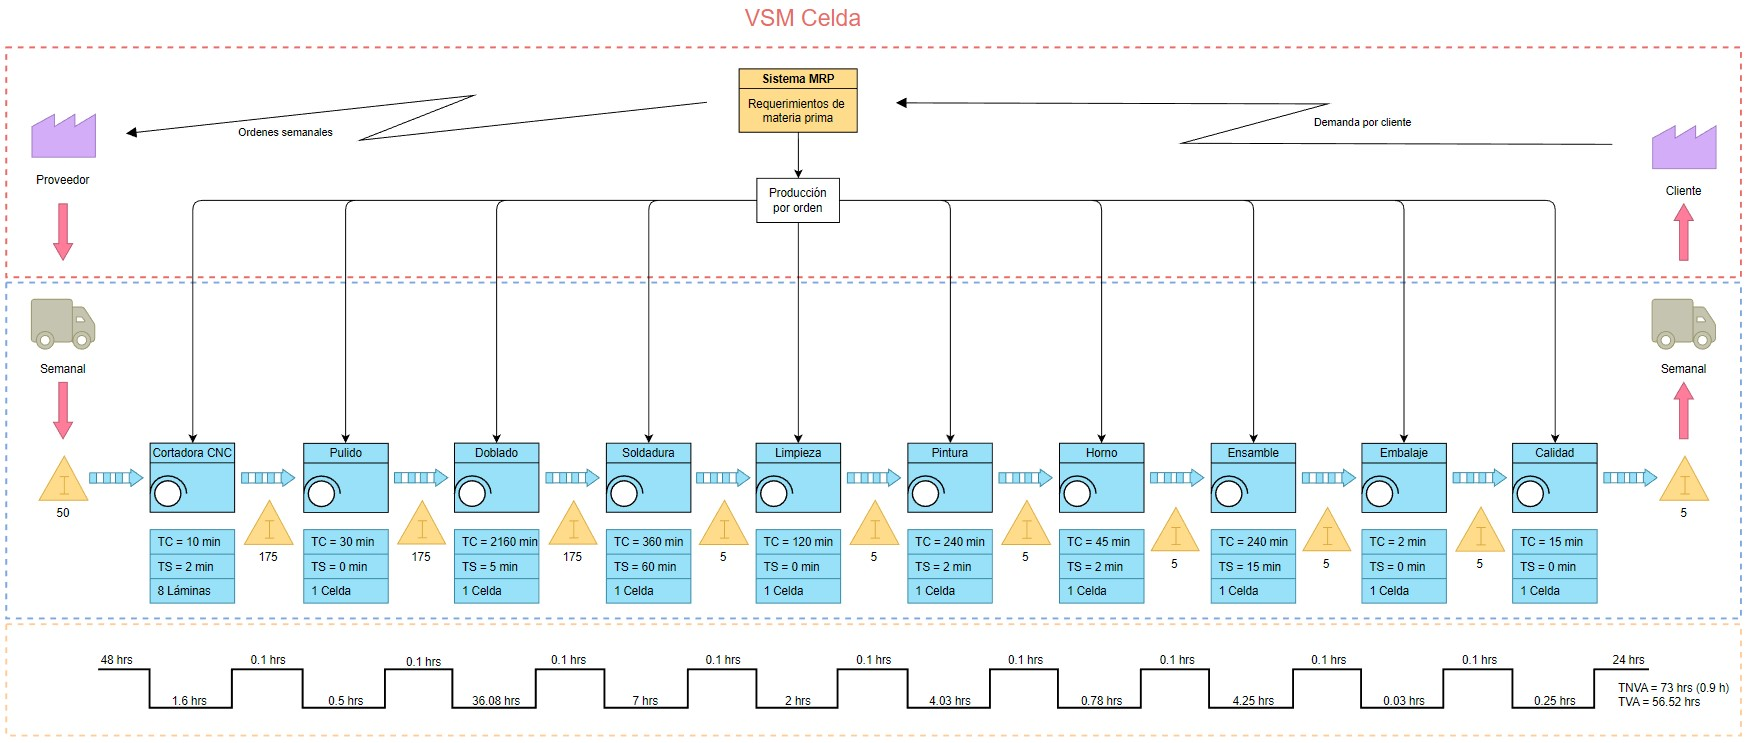 VSM Celda
Sistema MRP
Requerimientos de
materia prima
Ordenes semanales
Demanda por cliente
Proveedor
Cliente
Producción
por orden
Semanal
Semanal
Cortadora CNC
Pulido
Doblado
Soldadura
Limpieza
Pintura
Horno
Ensamble
Embalaje
Calidad
I
50
I
5
I
175
I
175
I
175
I
5
I
5
I
5
I
5
I
5
I
5
TC = 10 min
TS = 2 min
8 Láminas
TC = 30 min
TS = 0 min
1 Celda
TC = 2160 min
TS = 5 min
1 Celda
TC = 360 min
TS = 60 min
1 Celda
TC = 120 min
TS = 0 min
1 Celda
TC = 240 min
TS = 2 min
1 Celda
TC = 45 min
TS = 2 min
1 Celda
TC = 240 min
TS = 15 min
1 Celda
TC = 2 min
TS = 0 min
1 Celda
TC = 15 min
TS = 0 min
1 Celda
48 hrs
0.1 hrs
0.1 hrs
0.1 hrs
0.1 hrs
0.1 hrs
0.1 hrs
0.1 hrs
0.1 hrs
0.1 hrs
24 hrs
1.6 hrs
0.5 hrs
36.08 hrs
7 hrs
2 hrs
4.03 hrs
0.78 hrs
4.25 hrs
0.03 hrs
0.25 hrs
TNVA = 73 hrs (0.9 h)
TVA = 56.52 hrs